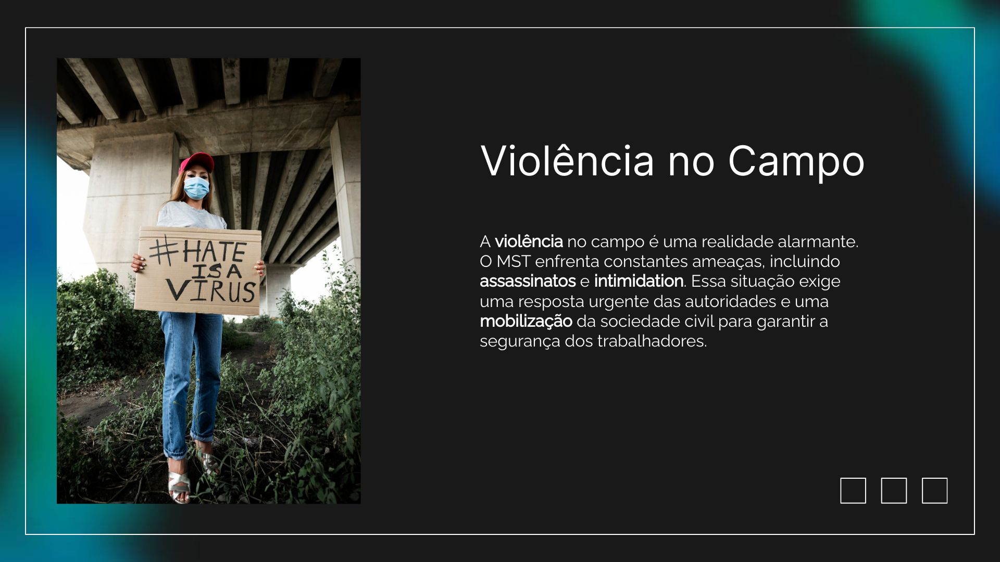 #HATE
IS A
VIRUS
Violência no Campo
A violência no campo é uma realidade alarmante.
O MST enfrenta constantes ameaças, incluindo
assassinatos e intimidation. Essa situação exige
uma resposta urgente das autoridades e uma
mobilização da sociedade civil para garantir a
segurança dos trabalhadores.